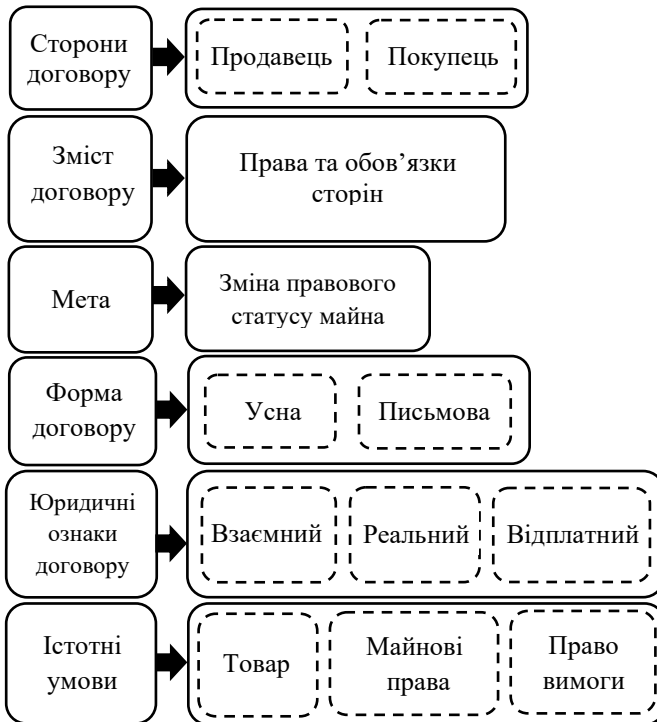 Сторони
договору
Продавець
Покупець
Зміст
договору
Права та обов’язки
сторін
Мета
Зміна правового
статусу майна
Форма
договору
Усна
Письмова
Юридичні
ознаки
договору
Взаємний
Реальний
Відплатний
Істотні
умови
Товар
Майнові
права
Право
вимоги